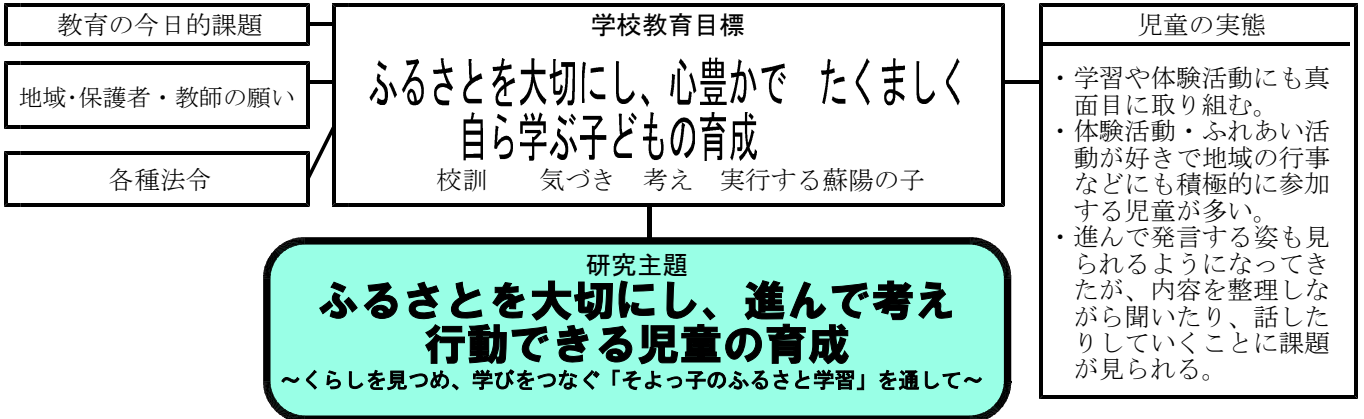 教育の今日的課題
地域・保護者・教師の願い
各種法令
学校教育目標
ふるさとを大切にし、心豊かで　たくましく
自ら学ぶ子どもの育成
校訓　　気づき　考え　実行する蘇陽の子
児童の実態
・学習や体験活動にも真
面目に取り組む。
・体験活動・ふれあい活
動が好きで地域の行事
などにも積極的に参加
する児童が多い。
・進んで発言する姿も見
られるようになってき
たが、内容を整理しな
がら聞いたり、話した
りしていくことに課題
が見られる。
研究主題
ふるさとを大切にし、進んで考え
行動できる児童の育成
～くらしを見つめ、学びをつなぐ「そよっ子のふるさと学習」を通して～